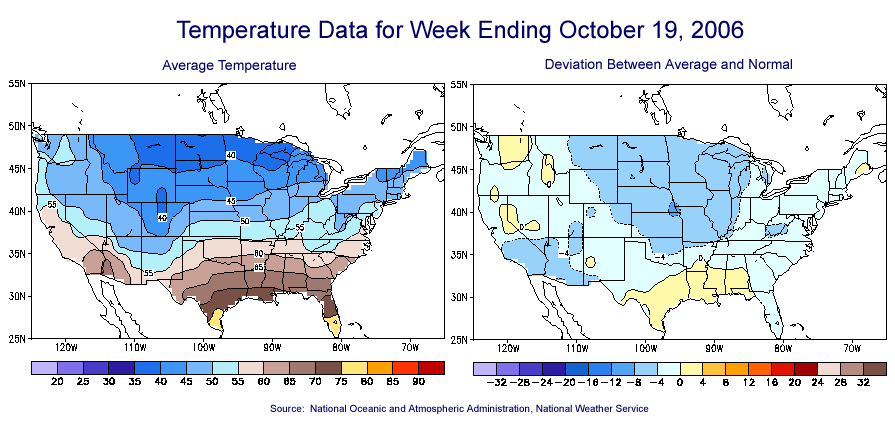 Temperature Data for Week Ending October 19, 2006
Average Temperature
Deviation Between Average and Normal
55N
50N
45N
40N
35N
30N
25N
120W 110W 100W 90W 80W 70W
40
45
50
55
55
40
55
60
65
20 25 30 35 40 45 50 55 60 65 70 75 80 85 90
55N
50N
45N
40N
35N
30N
25N
120W 110W 100W 90W 80W 70W
0
-4
-4
0
-32 -28 -24 -20 -16 -12 -8 -4 0 4 8 12 16 20 24 28 32
Source: National Oceanic and Atmospheric Administration, National Weather Service